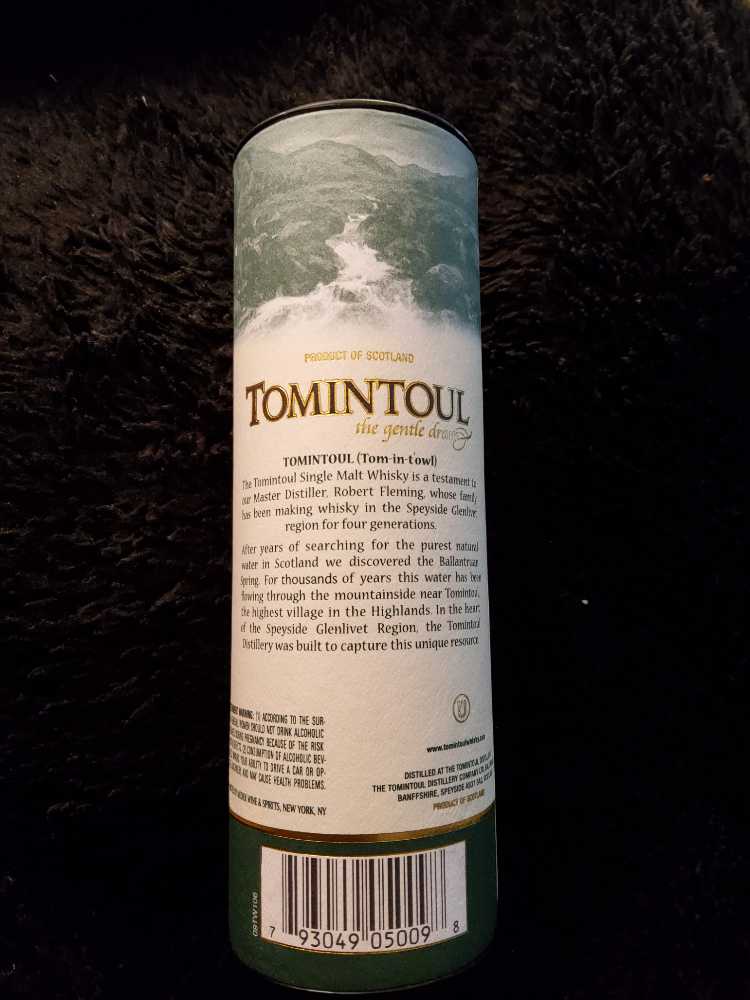 PRODUCT OF SCOTLAND
TOMINTOUL
the gentle dram
TOMINTOUL (Tom-in-t'owl)
The Tomintoul Single Malt Whisky is a testament to
our Master Distiller, Robert Fleming, whose family
has been making whisky in the Speyside Glenlivet
region for four generations.
After years of searching for the purest natural
water in Scotland we discovered the Ballantruan
Spring. For thousands of years this water has been
flowing through the mountainside near Tomintoul,
the highest village in the Highlands. In the heart
of the Speyside Glenlivet Region, the Tomintoul
Distillery was built to capture this unique resource.
WARNING: (1) ACCORDING TO THE SUR-
SHOULD NOT DRINK ALCOHOLIC
PREGNANCY BECAUSE OF THE RISK
(2) CONSUMPTION OF ALCOHOLIC BEV-
YOUR ABILITY TO DRIVE A CAR OR OP-
AND MAY CAUSE HEALTH PROBLEMS.
WINE & SPIRITS, NEW YORK, NY
www.tomintoulwhisky.com
DISTILLED AT THE TOMINTOUL
THE TOMINTOUL DISTILLERY COMPANY
BANFFSHIRE, SPEYSIDE
PRODUCT OF SCOTLAND
09TW106
7 93049 05009 8